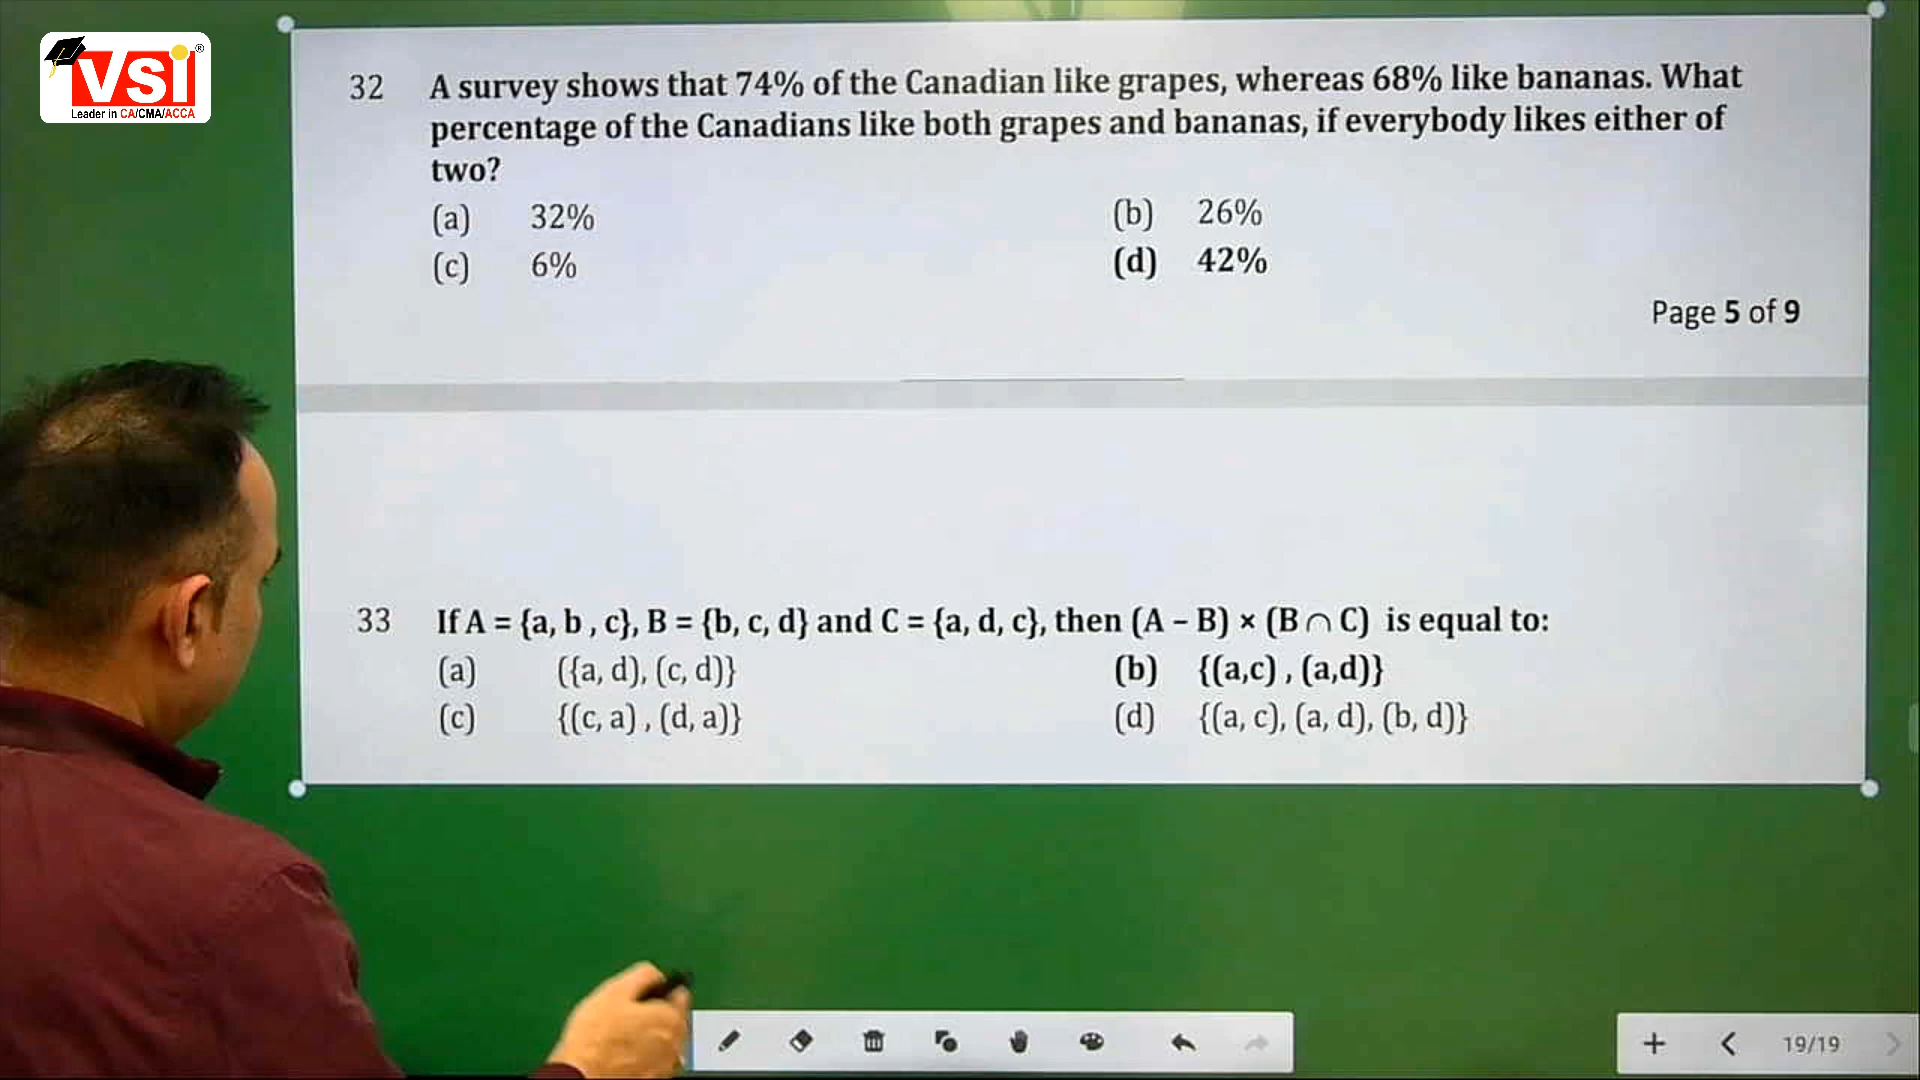 VSI®
Leader in CA/CMA/ACCA
32 A survey shows that 74% of the Canadian like grapes, whereas 68% like bananas. What
percentage of the Canadians like both grapes and bananas, if everybody likes either of
two?
(a) 32% (b) 26%
(c) 6% (d) 42%
Page 5 of 9
33 If A = {a, b , c}, B = {b, c, d} and C = {a, d, c}, then (A – B) × (B ∩ C) is equal to:
(a) ({a, d), (c, d)} (b) {(a,c) , (a,d)}
(c) {(c, a) , (d, a)} (d) {(a, c), (a, d), (b, d)}
19/19